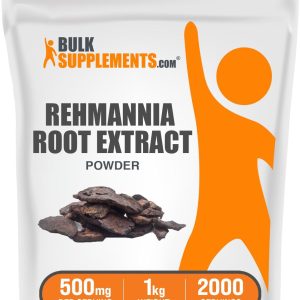 BULK
SUPPLEMENTS.COM®
REHMANNIA
ROOT EXTRACT
POWDER
500mg 1kg 2000